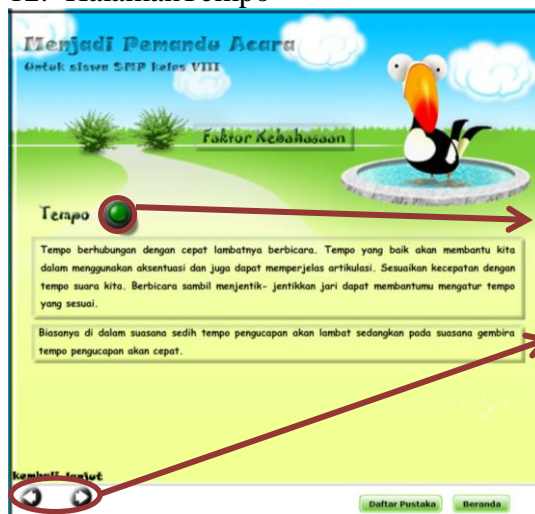 12. Halaman Tempo
Menjadi Pemandu Acara
Untuk siswa SMP kelas VIII
Faktor Kebahasaan
Tempo
Tempo berhubungan dengan cepat lambatnya berbicara. Tempo yang baik akan membantu kita
dalam menggunakan aksentuasi dan juga dapat memperjelas artikulasi. Sesuaikan kecepatan dengan
tempo suara kita. Berbicara sambil menjentik- jentikkan jari dapat membantumu mengatur tempo
yang sesuai.
Biasanya di dalam suasana sedih tempo pengucapan akan lambat sedangkan pada suasana gembira
tempo pengucapan akan cepat.
kembali lanjut
Daftar Pustaka Beranda